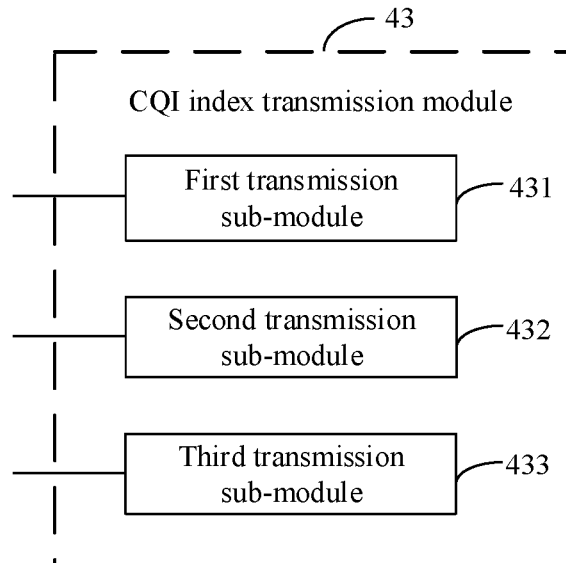 43
CQI index transmission module
First transmission
sub-module
431
Second transmission
sub-module
432
Third transmission
sub-module
433